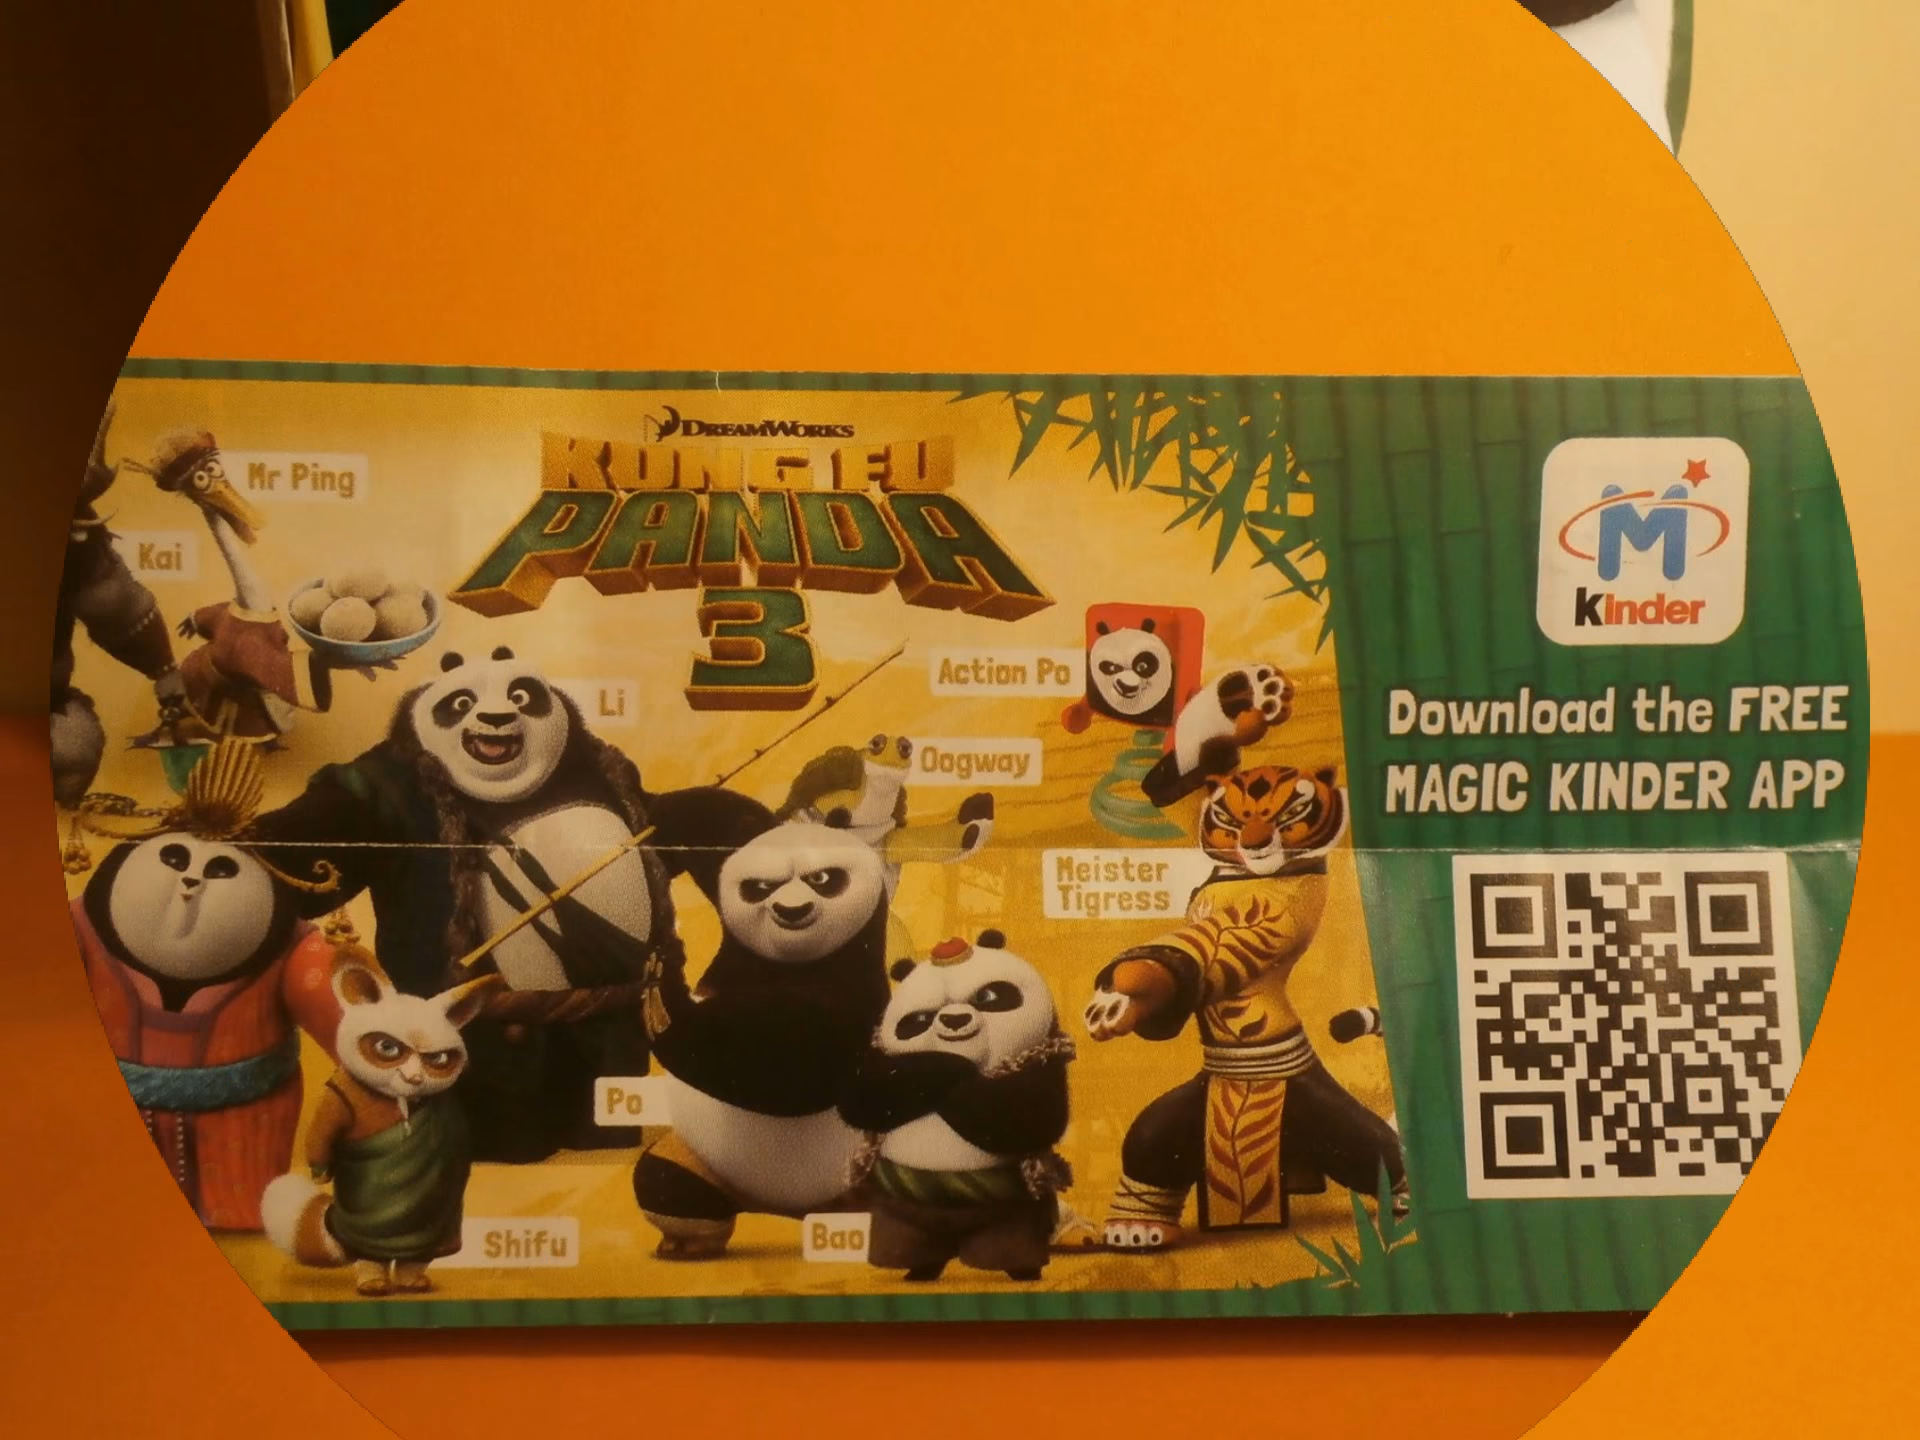 DREAMWORKS
KUNG FU
PANDA
3
Mr Ping
Kai
Li
Action Po
Oogway
Meister
Tigress
Po
Bao
Shifu
M
Kinder
Download the FREE
MAGIC KINDER APP